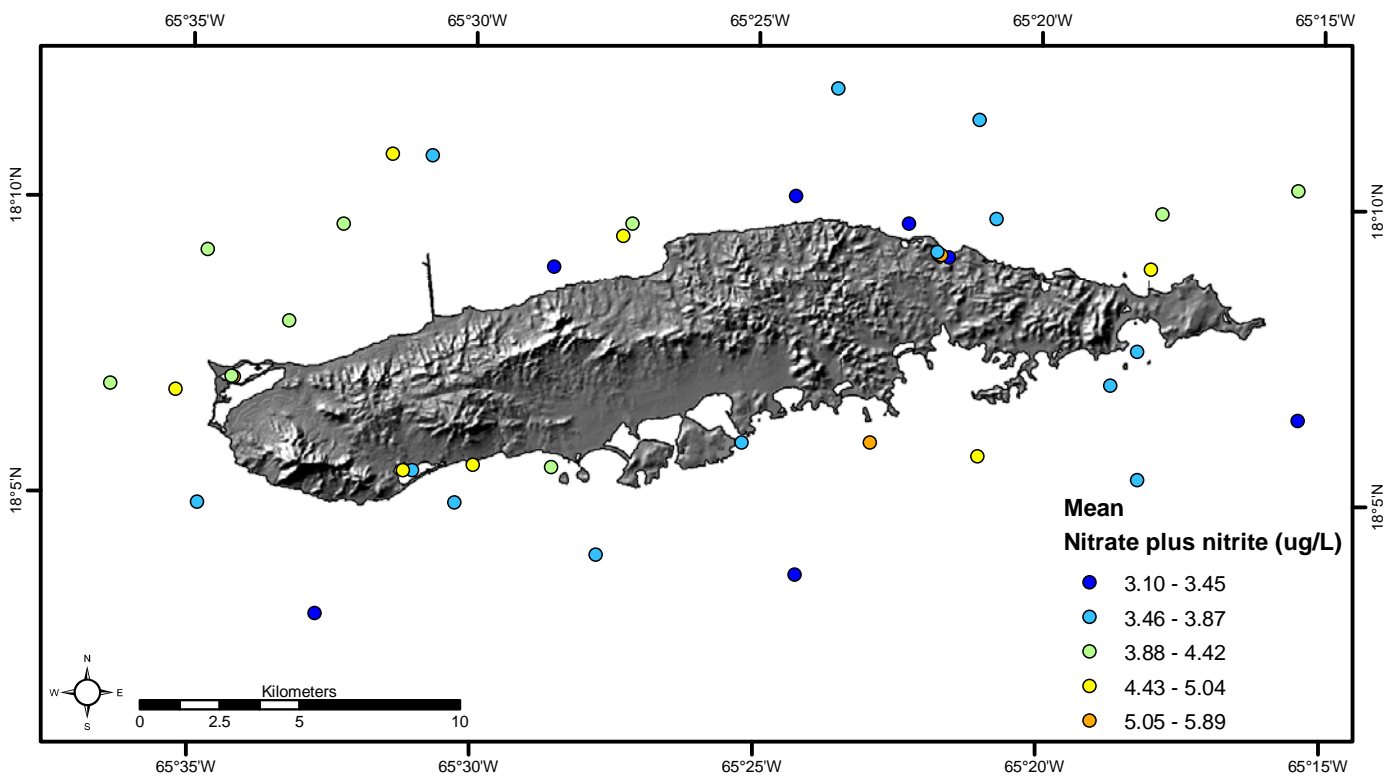 65°35'W 65°30'W 65°25'W 65°20'W 65°15'W
18°10'N
18°10'N
18°5'N
18°5'N
Mean
Nitrate plus nitrite (ug/L)
3.10 - 3.45
3.46 - 3.87
3.88 - 4.42
4.43 - 5.04
5.05 - 5.89
N
W E
S
Kilometers
0 2.5 5 10
65°35'W 65°30'W 65°25'W 65°20'W 65°15'W